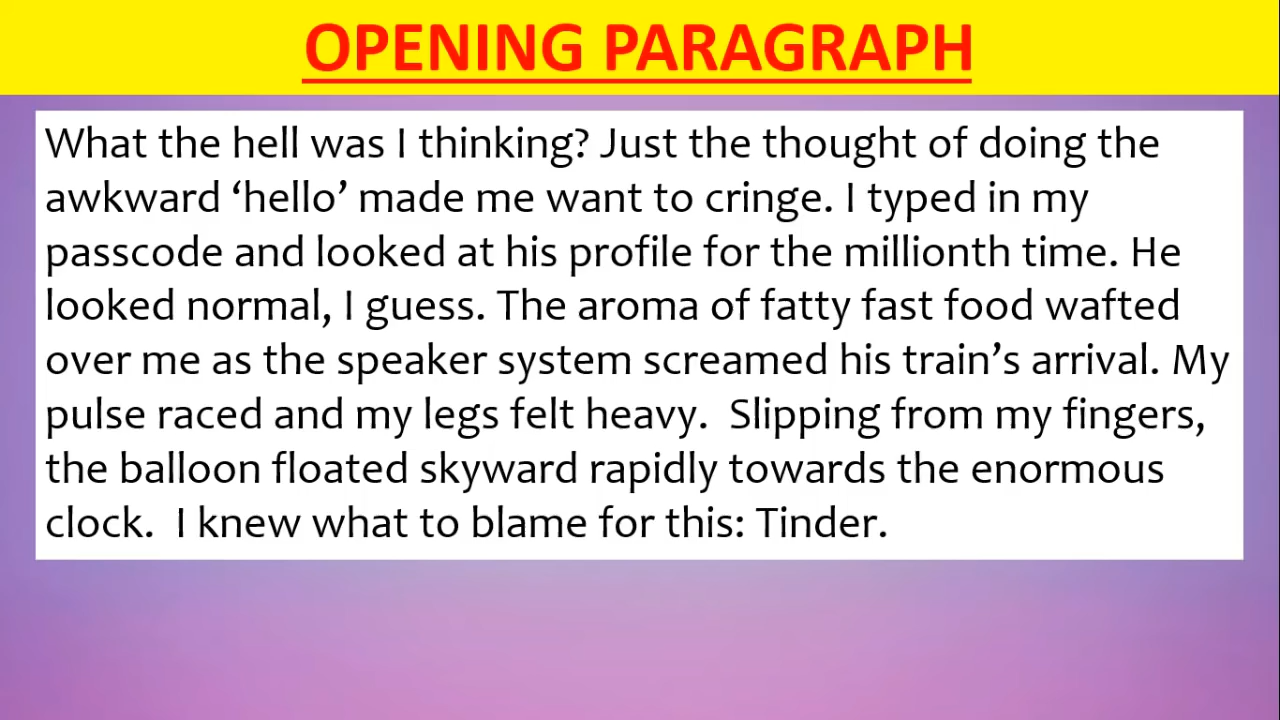 OPENING PARAGRAPH
What the hell was I thinking? Just the thought of doing the
awkward ‘hello’ made me want to cringe. I typed in my
passcode and looked at his profile for the millionth time. He
looked normal, I guess. The aroma of fatty fast food wafted
over me as the speaker system screamed his train’s arrival. My
pulse raced and my legs felt heavy.  Slipping from my fingers,
the balloon floated skyward rapidly towards the enormous
clock.  I knew what to blame for this: Tinder.